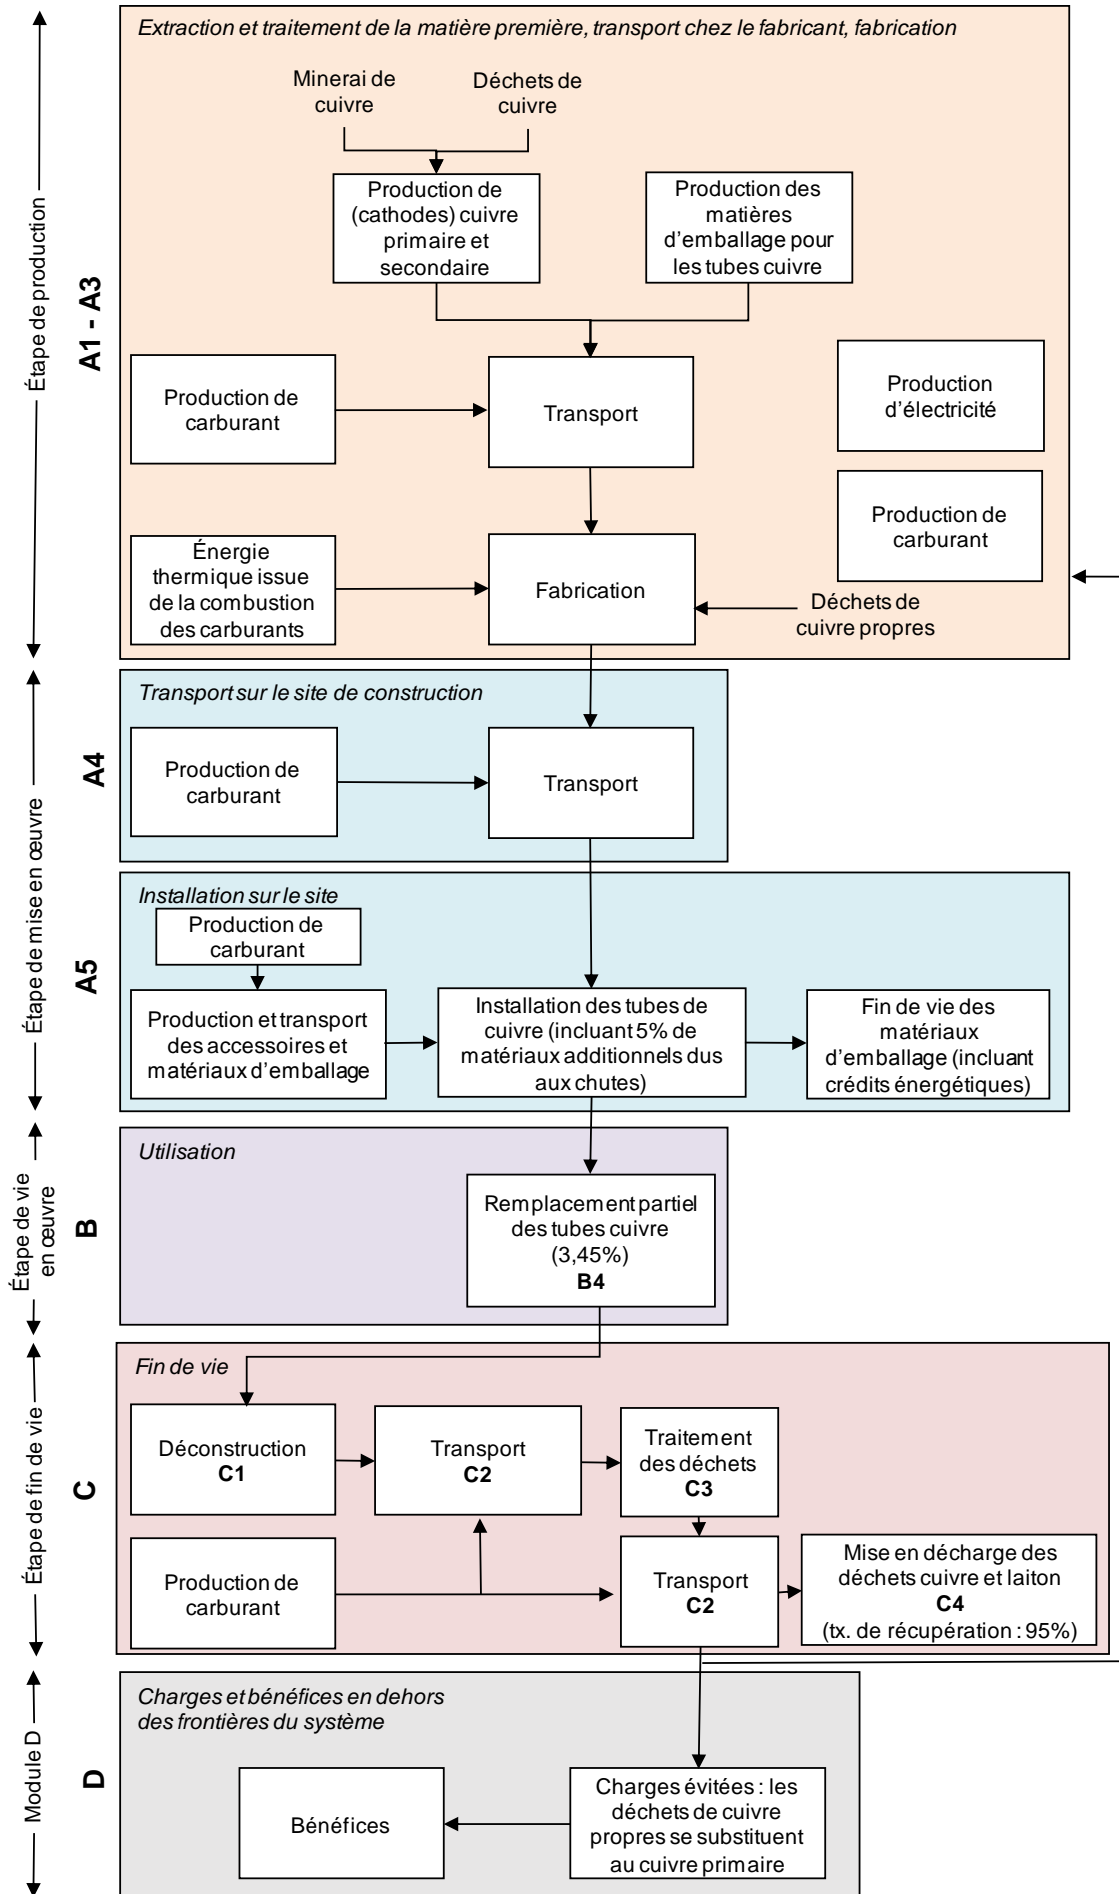 Extraction et traitement de la matière première, transport chez le fabricant, fabrication
Minerai de
cuivre
Déchets de
cuivre
Production de
(cathodes) cuivre
primaire et
secondaire
Production des
matières
d'emballage pour
les tubes cuivre
Étape de production
A1 - A3
Production de
carburant
Transport
Production
d'électricité
Production de
carburant
Énergie
thermique issue
de la combustion
des carburants
Fabrication
Déchets de
cuivre propres
Étape de mise en œuvre
A4
Transport sur le site de construction
Production de
carburant
Transport
A5
Installation sur le site
Production de
carburant
Production et transport
des accessoires et
matériaux d'emballage
Installation des tubes de
cuivre (incluant 5% de
matériaux additionnels dus
aux chutes)
Fin de vie des
matériaux
d'emballage (incluant
crédits énergétiques)
Étape de vie
en œuvre
B
Utilisation
Remplacement partiel
des tubes cuivre
(3,45%)
B4
Étape de fin de vie
C
Fin de vie
Déconstruction
C1
Transport
C2
Traitement
des déchets
C3
Production de
carburant
Transport
C2
Mise en décharge des
déchets cuivre et laiton
C4
(tx. de récupération : 95%)
Module D
D
Charges et bénéfices en dehors
des frontières du système
Bénéfices
Charges évitées : les
déchets de cuivre
propres se substituent
au cuivre primaire